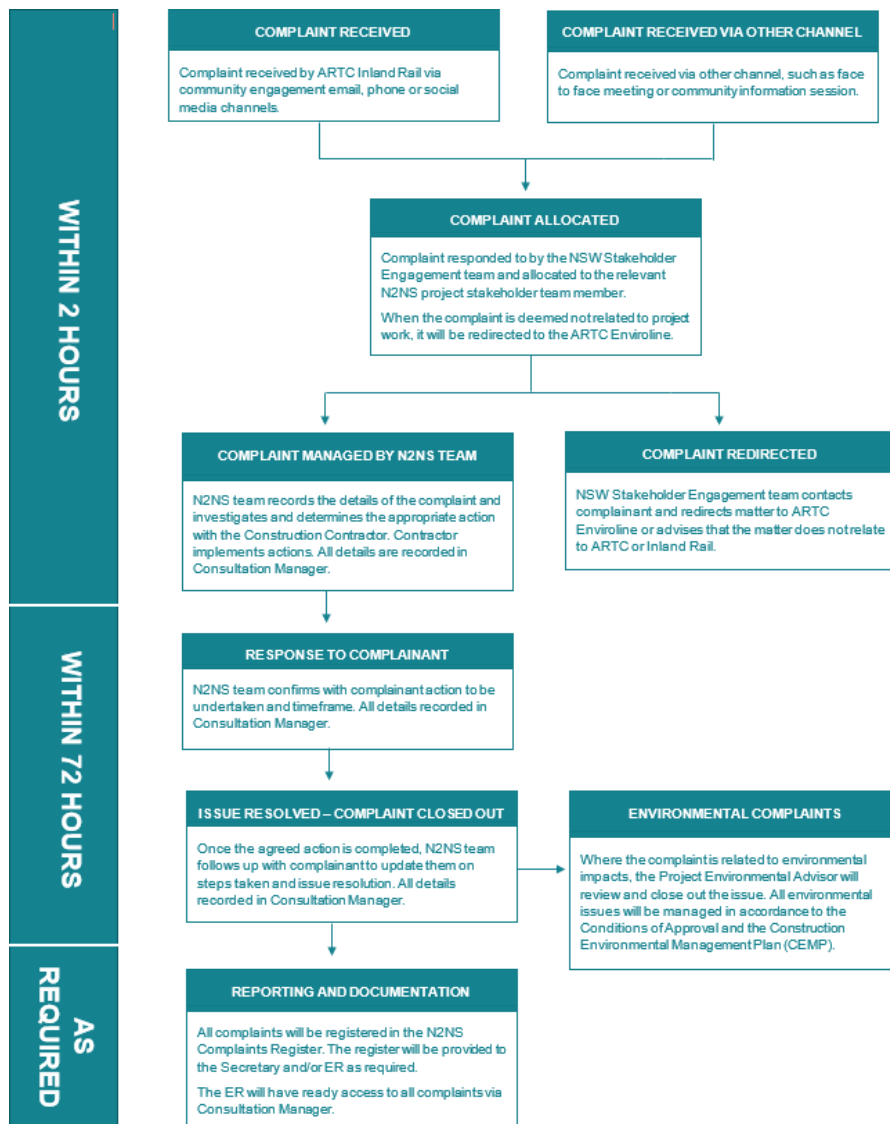 COMPLAINT RECEIVED
Complaint received by ARTC Inland Rail via
community engagement email, phone or social
media channels.
COMPLAINT RECEIVED VIA OTHER CHANNEL
Complaint received via other channel, such as face
to face meeting or community information session.
WITHIN 2 HOURS
COMPLAINT ALLOCATED
Complaint responded to by the NSW Stakeholder
Engagement team and allocated to the relevant
N2NS project stakeholder team member.
When the complaint is deemed not related to project
work, it will be redirected to the ARTC Enviroline.
COMPLAINT MANAGED BY N2NS TEAM
N2NS team records the details of the complaint and
investigates and determines the appropriate action
with the Construction Contractor. Contractor
implements actions. All details are recorded in
Consultation Manager.
COMPLAINT REDIRECTED
NSW Stakeholder Engagement team contacts
complainant and redirects matter to ARTC
Enviroline or advises that the matter does not relate
to ARTC or Inland Rail.
WITHIN 72 HOURS
RESPONSE TO COMPLAINANT
N2NS team confirms with complainant action to be
undertaken and timeframe. All details recorded in
Consultation Manager.
ISSUE RESOLVED – COMPLAINT CLOSED OUT
Once the agreed action is completed, N2NS team
follows up with complainant to update them on
steps taken and issue resolution. All details
recorded in Consultation Manager.
ENVIRONMENTAL COMPLAINTS
Where the complaint is related to environmental
impacts, the Project Environmental Advisor will
review and close out the issue. All environmental
issues will be managed in accordance to the
Conditions of Approval and the Construction
Environmental Management Plan (CEMP).
AS
REQUIRED
REPORTING AND DOCUMENTATION
All complaints will be registered in the N2NS
Complaints Register. The register will be provided to
the Secretary and/or ER as required.
The ER will have ready access to all complaints via
Consultation Manager.